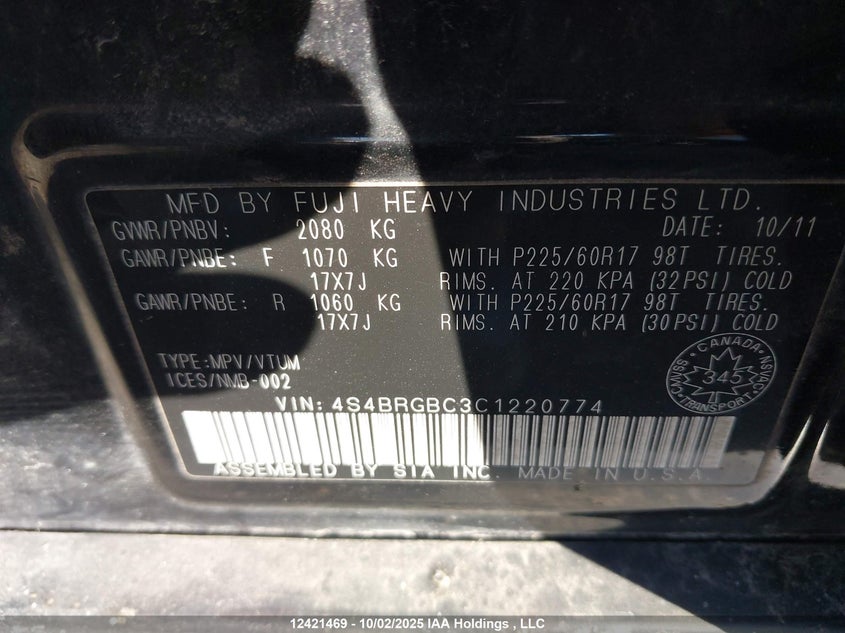 MFD BY FUJI HEAVY INDUSTRIES LTD.
GVWR/PNBV: 2080 KG DATE: 10/11
GAWR/PNBE: F 1070 KG WITH P225/60R17 98T TIRES.
17X7J RIMS. AT 220 KPA (32PSI) COLD
GAWR/PNBE: R 1060 KG WITH P225/60R17 98T TIRES.
17X7J RIMS. AT 210 KPA (30PSI) COLD
TYPE:MPV/VTUM
ICES/NMB-002
CANADA
NSVAC
345
TRANSPORT
CMVSS
VIN: 4S4BRGBC3C1220774
ASSEMBLED BY SIA INC. MADE IN U.S.A.
12421469 - 10/02/2025 IAA Holdings , LLC